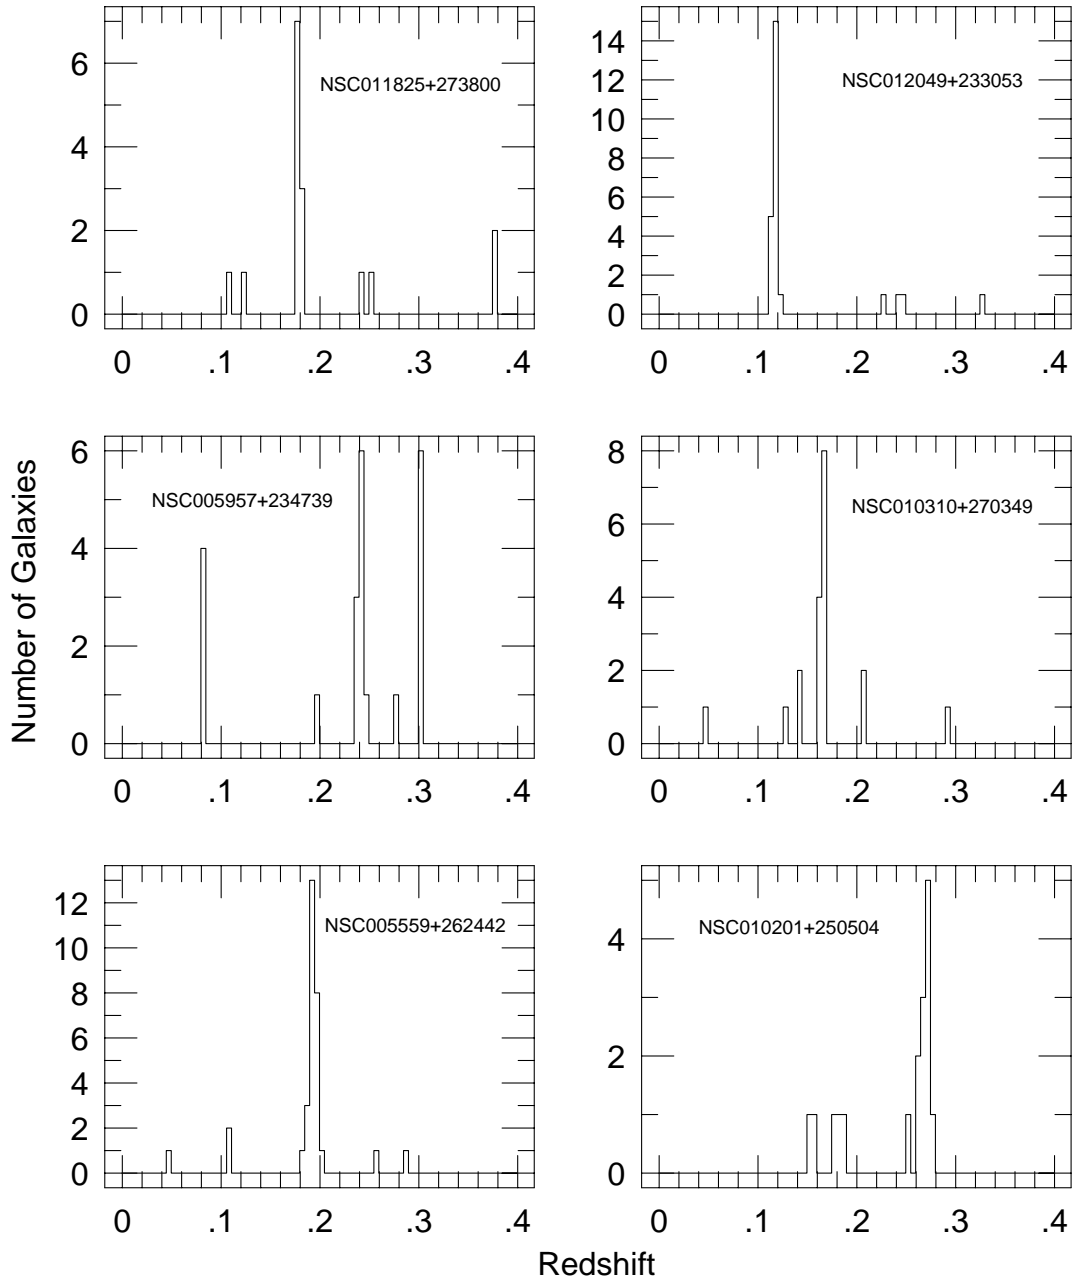 6
4
2
0
NSC011825+273800
0 .1 .2 .3 .4
14
12
10
8
6
4
2
0
NSC012049+233053
0 .1 .2 .3 .4
Number of Galaxies
6
4
2
0
NSC005957+234739
0 .1 .2 .3 .4
8
6
4
2
0
NSC010310+270349
0 .1 .2 .3 .4
12
10
8
6
4
2
0
NSC005559+262442
0 .1 .2 .3 .4
4
2
0
NSC010201+250504
0 .1 .2 .3 .4
Redshift